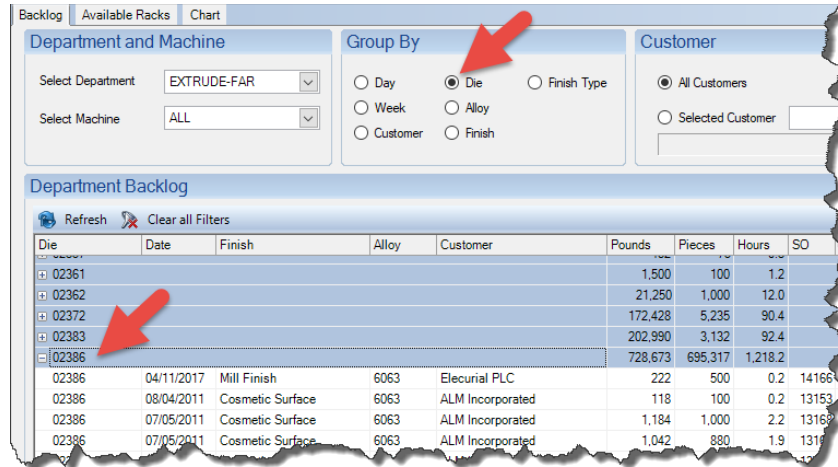 Backlog Available Racks Chart
Department and Machine
Select Department EXTRUDE-FAR
Select Machine ALL
Group By
Day Die Finish Type
Week Alloy
Customer Finish
Customer
All Customers
Selected Customer
Department Backlog
Refresh Clear all Filters
Die Date Finish Alloy Customer Pounds Pieces Hours SO
02361 1,500 100 1.2
02362 21,250 1,000 12.0
02372 172,428 5,235 90.4
02383 202,990 3,132 92.4
02386 728,673 695,317 1,218.2
02386 04/11/2017 Mill Finish 6063 Elecurial PLC 222 500 0.2 14166
02386 08/04/2011 Cosmetic Surface 6063 ALM Incorporated 118 100 0.2 13153
02386 07/05/2011 Cosmetic Surface 6063 ALM Incorporated 1,184 1,000 2.2
02386 07/05/2011 Cosmetic Surface 6063 ALM Incorporated 1,042 880 1.9